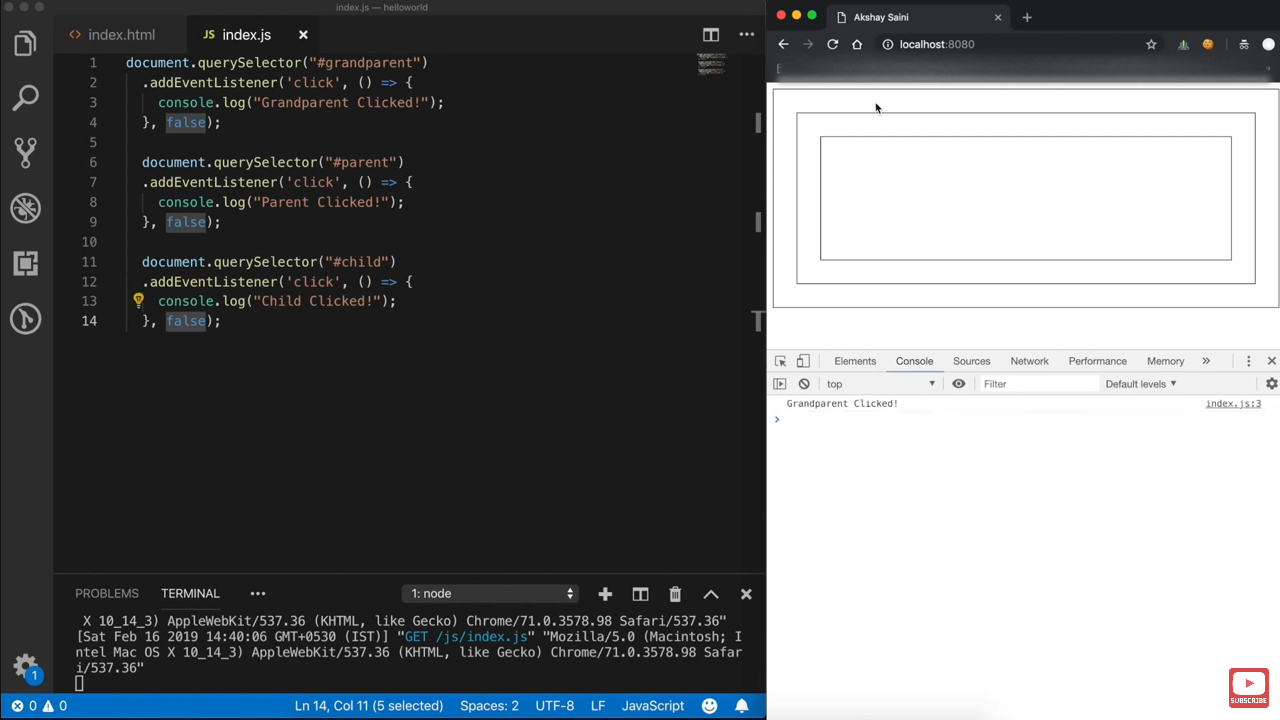 index.js — helloworld
index.html
JS index.js
1 document.querySelector("#grandparent")
2 .addEventListener('click', () => {
3 console.log("Grandparent Clicked!");
4 }, false);
5
6 document.querySelector("#parent")
7 .addEventListener('click', () => {
8 console.log("Parent Clicked!");
9 }, false);
10
11 document.querySelector("#child")
12 .addEventListener('click', () => {
13 console.log("Child Clicked!");
14 }, false);
PROBLEMS TERMINAL 1: node
X 10_14_3) AppleWebKit/537.36 (KHTML, like Gecko) Chrome/71.0.3578.98 Safari/537.36"
[Sat Feb 16 2019 14:40:06 GMT+0530 (IST)] "GET /js/index.js" "Mozilla/5.0 (Macintosh; I
ntel Mac OS X 10_14_3) AppleWebKit/537.36 (KHTML, like Gecko) Chrome/71.0.3578.98 Safar
i/537.36"
1
0 0 Ln 14, Col 11 (5 selected) Spaces: 2 UTF-8 LF JavaScript
Akshay Saini
localhost:8080
Elements Console Sources Network Performance Memory
top Filter Default levels
Grandparent Clicked! index.js:3
SUBSCRIBE